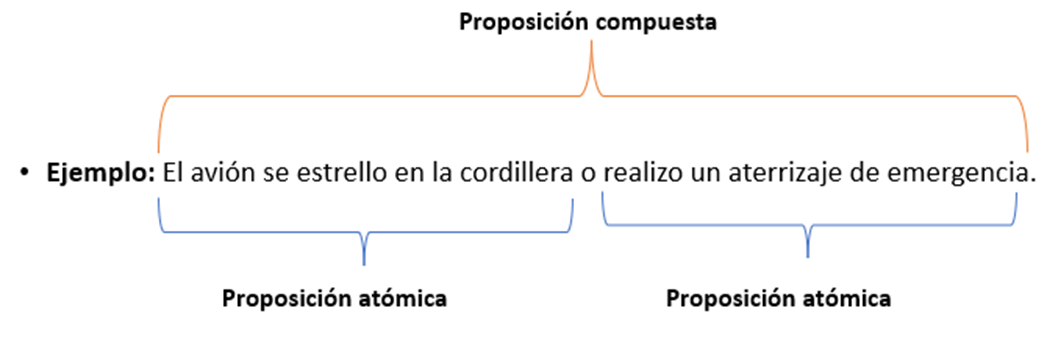 Proposición compuesta
• Ejemplo: El avión se estrello en la cordillera o realizo un aterrizaje de emergencia.
Proposición atómica
Proposición atómica